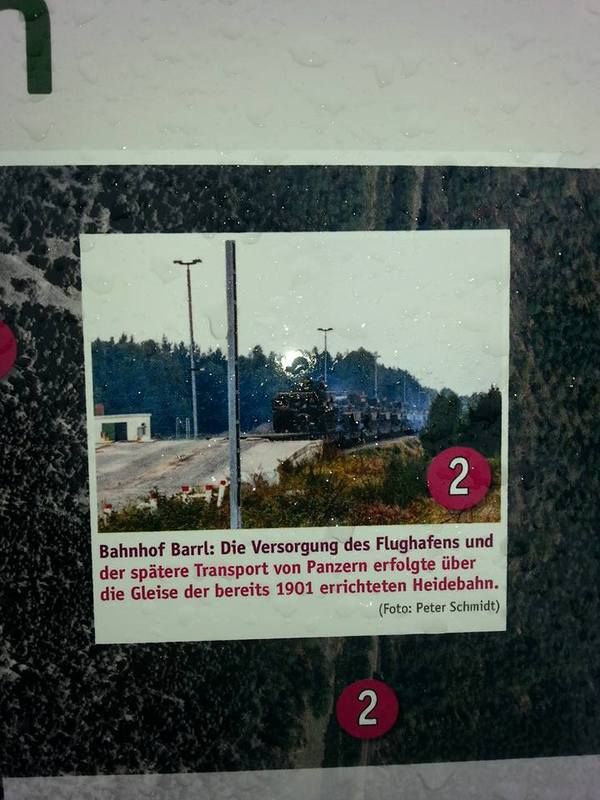 n
2
Bahnhof Barrl: Die Versorgung des Flughafens und
der spätere Transport von Panzern erfolgte über
die Gleise der bereits 1901 errichteten Heidebahn.
(Foto: Peter Schmidt)
2